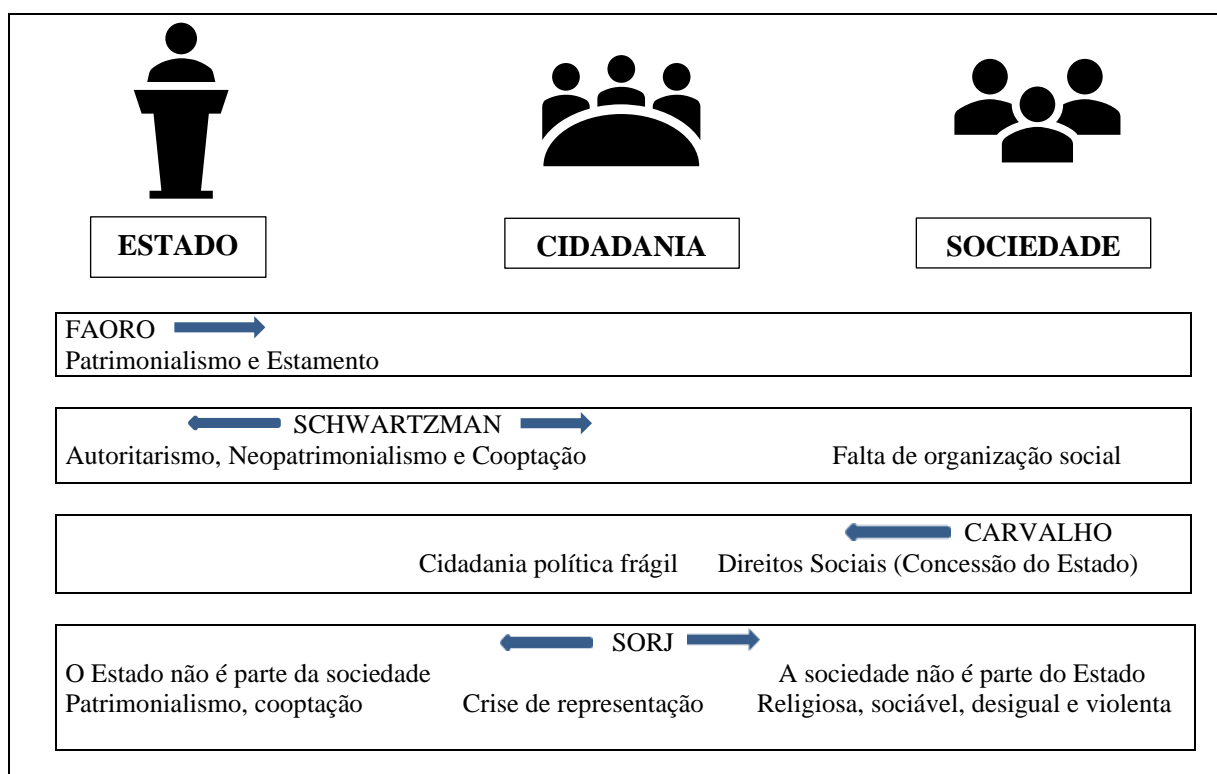 ESTADO
CIDADANIA
SOCIEDADE
FAORO
Patrimonialismo e Estamento
SCHWARTZMAN
Autoritarismo, Neopatrimonialismo e Cooptação
Falta de organização social
CARVALHO
Cidadania política frágil
Direitos Sociais (Concessão do Estado)
SORJ
O Estado não é parte da sociedade
A sociedade não é parte do Estado
Patrimonialismo, cooptação
Crise de representação
Religiosa, sociável, desigual e violenta